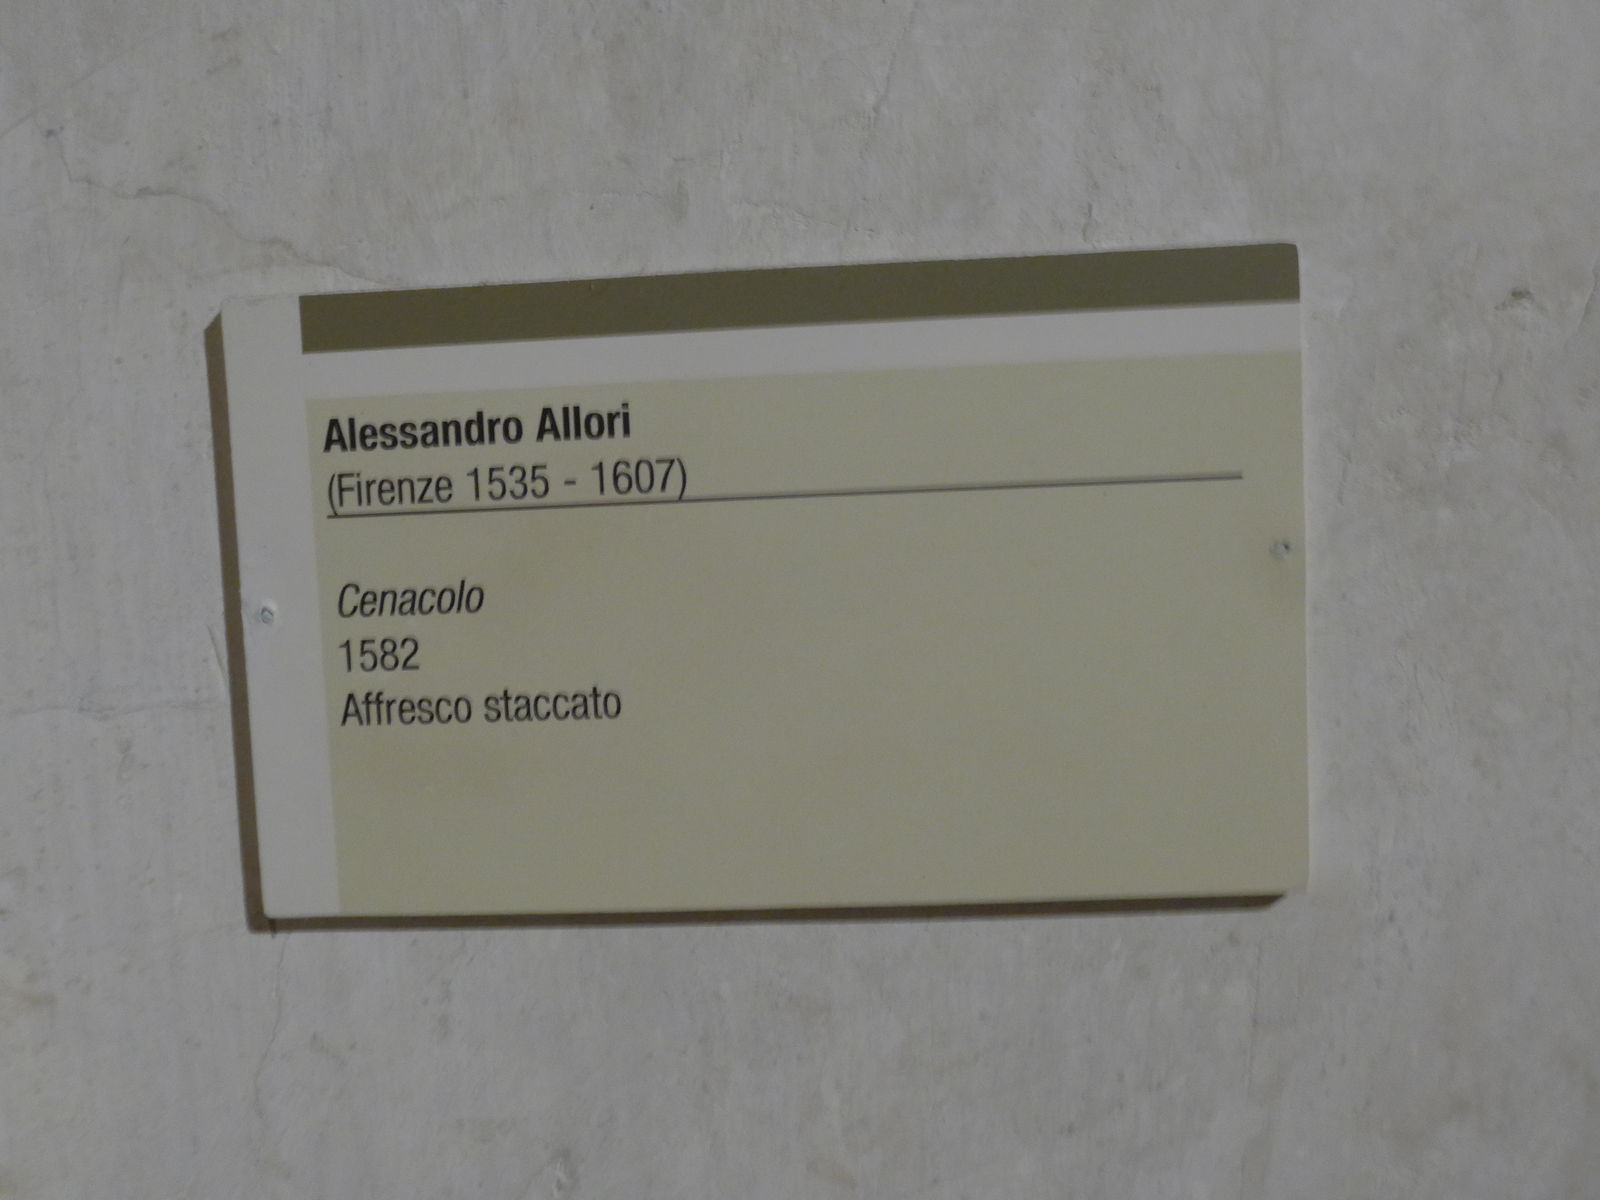 Alessandro Allori
(Firenze 1535 - 1607)
Cenacolo
1582
Affresco staccato